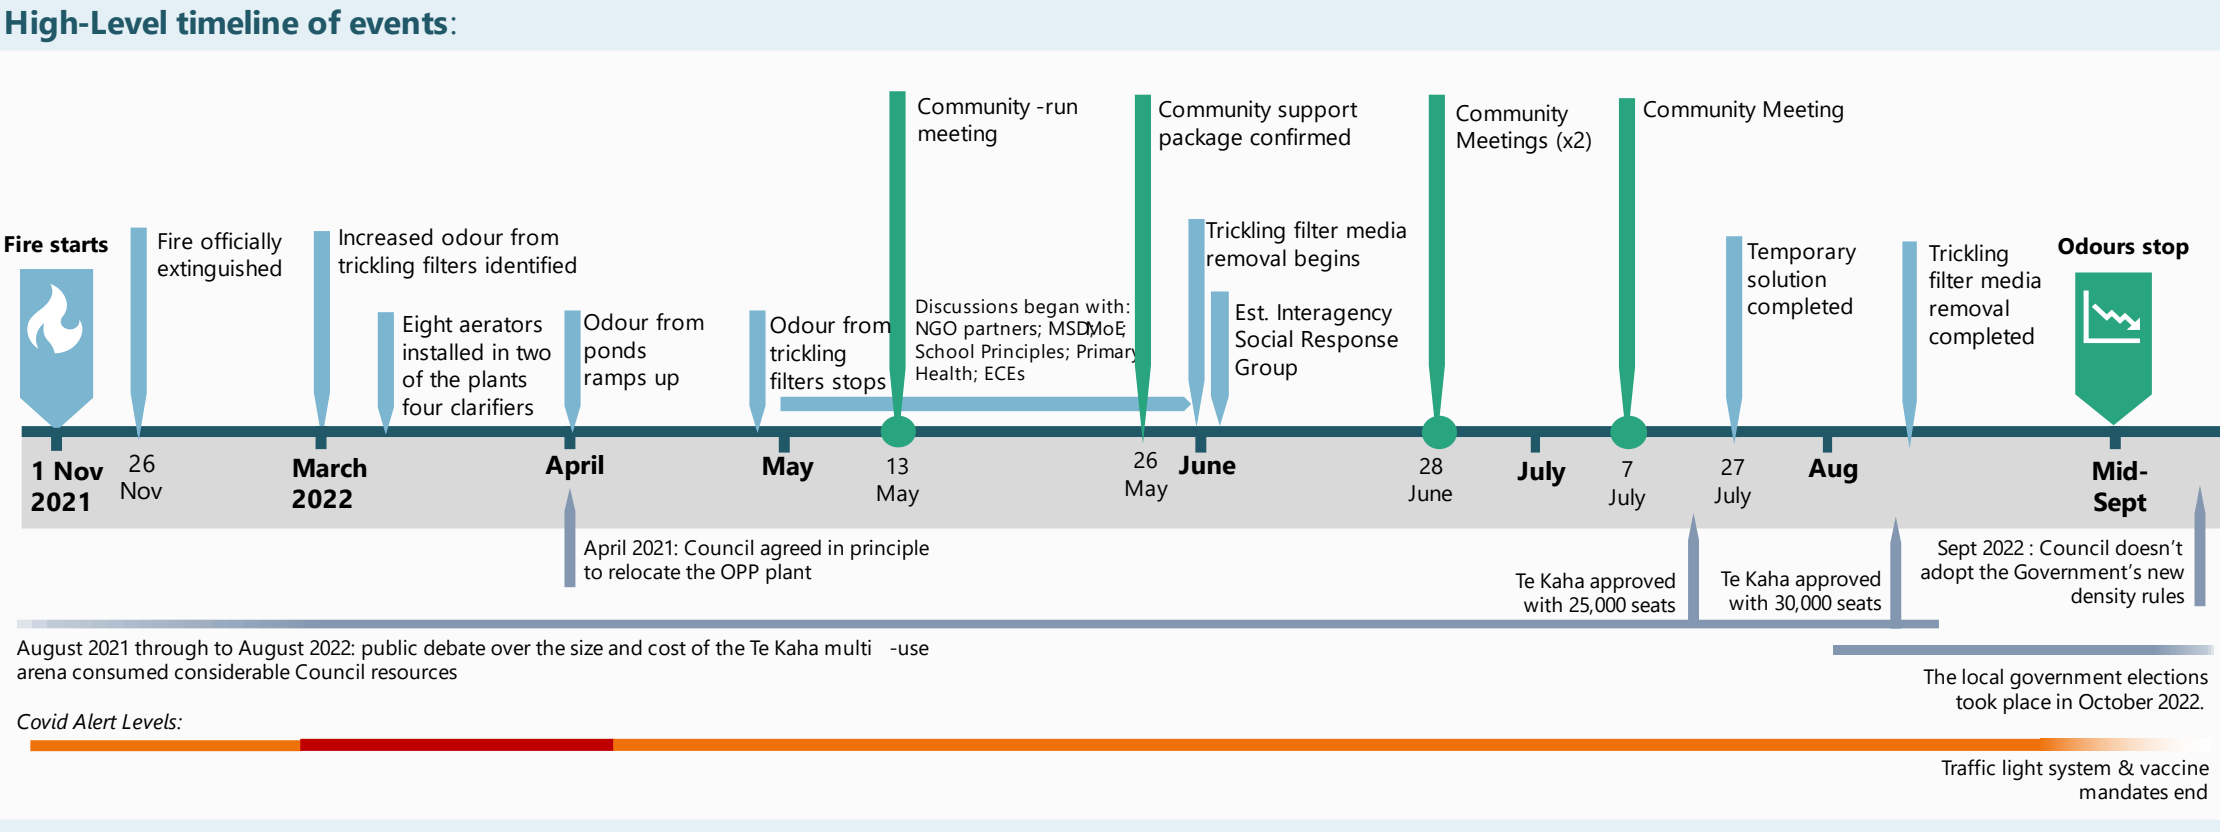 High-Level timeline of events:
Community -run
meeting
Community support
package confirmed
Community
Meetings (x2)
Community Meeting
Fire starts
Fire officially
extinguished
Increased odour from
trickling filters identified
Eight aerators
installed in two
of the plants
four clarifiers
Odour from
ponds
ramps up
Odour from
trickling
filters stops
Discussions began with:
NGO partners; MSD; MoE;
School Principles; Primary
Health; ECEs
Trickling filter media
removal begins
Est. Interagency
Social Response
Group
Temporary
solution
completed
Trickling
filter media
removal
completed
Odours stop
1 Nov
2021
26
Nov
March
2022
April
May
13
May
26
May
June
28
June
July
7
July
27
July
Aug
Mid-
Sept
April 2021: Council agreed in principle
to relocate the OPP plant
Te Kaha approved
with 25,000 seats
Te Kaha approved
with 30,000 seats
Sept 2022 : Council doesn't
adopt the Government's new
density rules
August 2021 through to August 2022: public debate over the size and cost of the Te Kaha multi -use
arena consumed considerable Council resources
The local government elections
took place in October 2022.
Covid Alert Levels:
Traffic light system & vaccine
mandates end